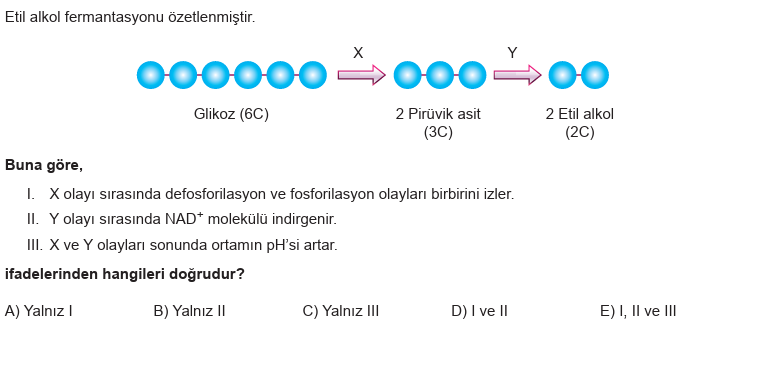 Etil alkol fermantasyonu özetlenmiştir.
X Y
Glikoz (6C) 2 Pirüvik asit 2 Etil alkol
(3C) (2C)
Buna göre,
I. X olayı sırasında defosforilasyon ve fosforilasyon olayları birbirini izler.
II. Y olayı sırasında NAD⁺ molekülü indirgenir.
III. X ve Y olayları sonunda ortamın pH'si artar.
ifadelerinden hangileri doğrudur?
A) Yalnız I B) Yalnız II C) Yalnız III D) I ve II E) I, II ve III